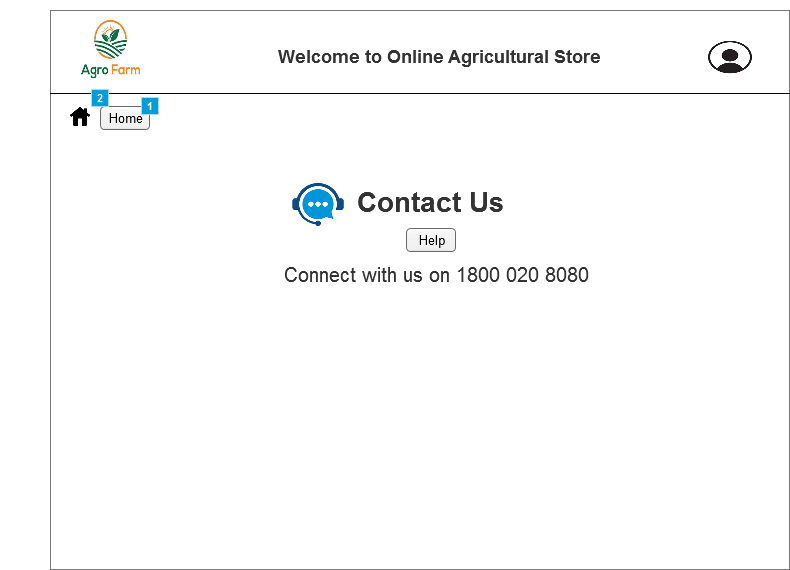 Welcome to Online Agricultural Store
Agro Farm
2
1
Home
Contact Us
Help
Connect with us on 1800 020 8080